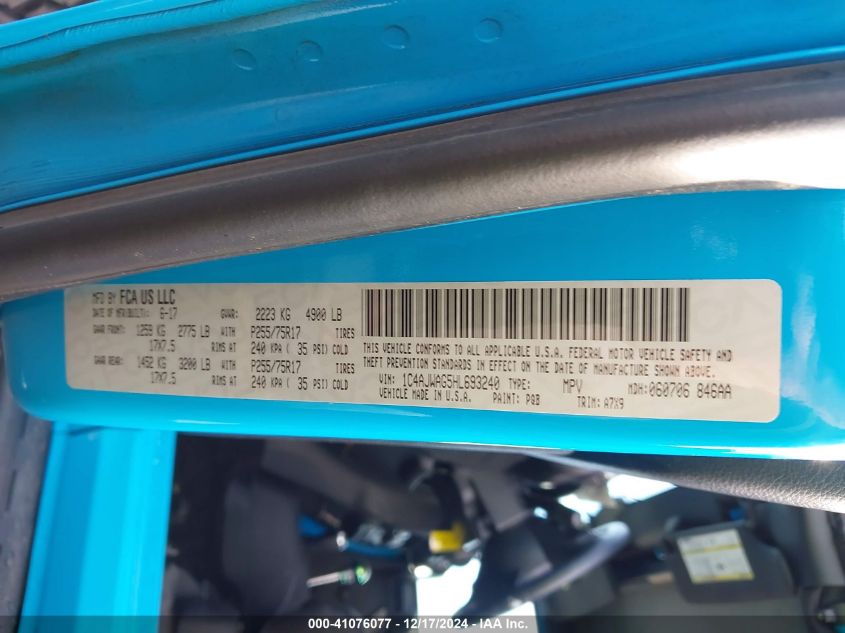 MFD BY FCA US LLC
DATE OF MFR(BUILT): 6-17 GVWR: 2223 KG 4900 LB
GAWR FRONT: 1259 KG 2775 LB WITH P255/75R17 TIRES
17X7.5 RIMS AT 240 KPA ( 35 PSI) COLD
GAWR REAR: 1452 KG 3200 LB WITH P255/75R17 TIRES
17X7.5 RIMS AT 240 KPA ( 35 PSI) COLD
THIS VEHICLE CONFORMS TO ALL APPLICABLE U.S.A. FEDERAL MOTOR VEHICLE SAFETY AND
THEFT PREVENTION STANDARDS IN EFFECT ON THE DATE OF MANUFACTURE SHOWN ABOVE.
VIN: 1C4AJWAG5HL693240 TYPE: MPV MDH:060706 846AA
VEHICLE MADE IN U.S.A. PAINT: PQB TRIM: A7X9
000-41076077 - 12/17/2024 - IAA Inc.